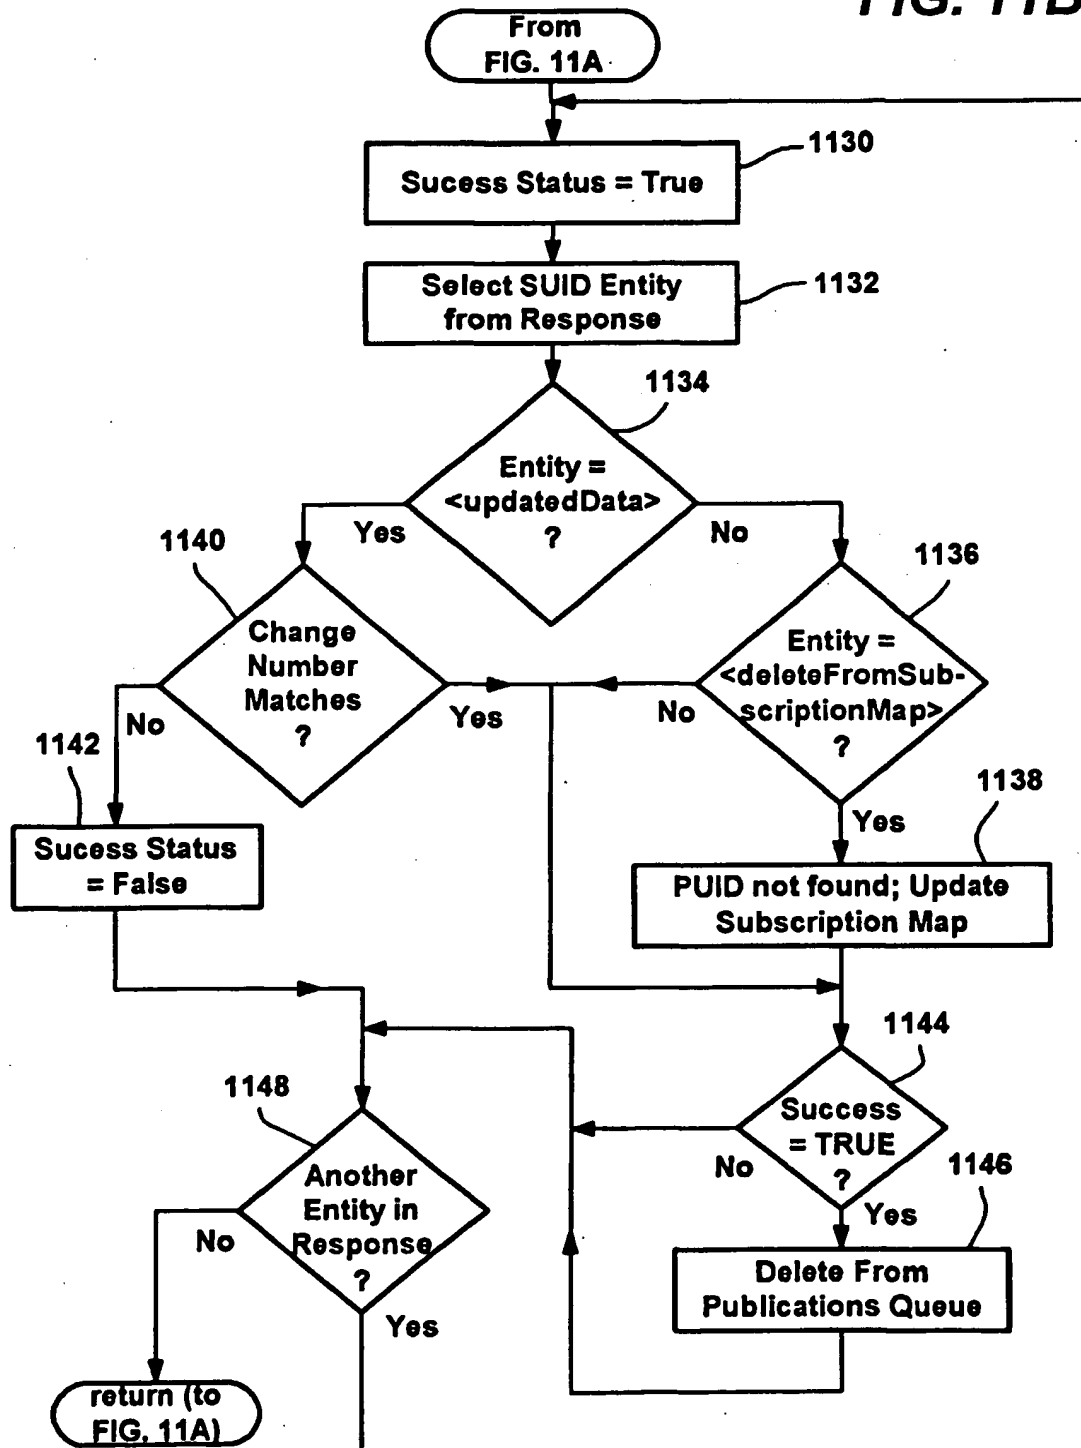 FIG. 11B
From
FIG. 11A
1130
Sucess Status = True
1132
Select SUID Entity
from Response
1134
Entity =
<updatedData>
?
Yes
No
1140
1136
Change
Number
Matches
?
Entity =
<deleteFromSub-
scriptionMap>
?
No
Yes
No
1142
1138
Yes
Sucess Status
= False
PUID not found; Update
Subscription Map
1144
1148
Success
= TRUE
?
No
1146
Another
Entity in
Response
?
Yes
No
Delete From
Publications Queue
Yes
return (to
FIG. 11A)